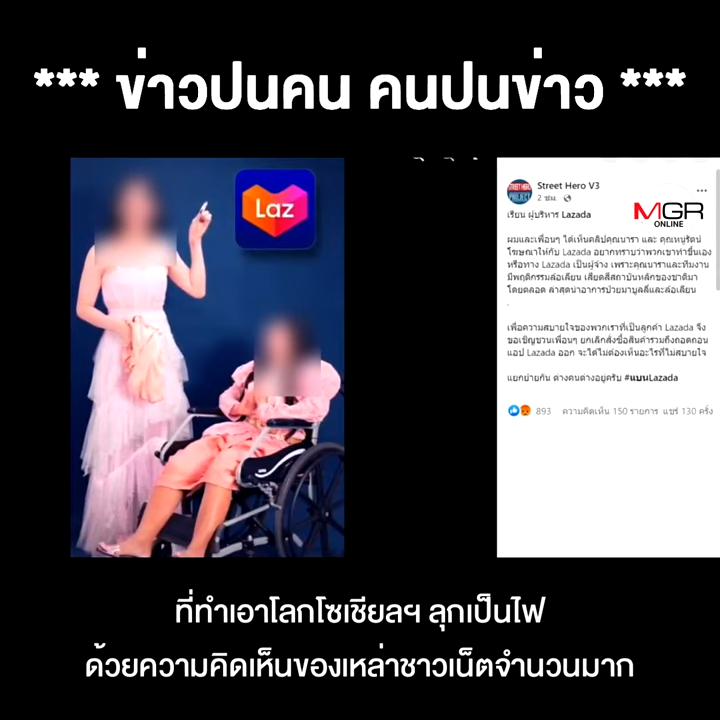 *** ข่าวปนคน คนปนข่าว ***
Laz
Street Hero V3
2 ชม.
MGR
ONLINE
STREET HERO
PROJECT
เรียน ผู้บริหาร Lazada
ผมและเพื่อนๆ ได้เห็นคลิปคุณนารา และ คุณหนูรัตน์
โฆษณาให้กับ Lazada อยากทราบว่าพวกเขาทำขึ้นเอง
หรือทาง Lazada เป็นผู้จ้าง เพราะคุณนาราและทีมงาน
มีพฤติกรรมล้อเลียน เสียดสีสถาบันหลักของชาติมา
โดยตลอด ล่าสุดนำอาการป่วยมาบูลลี่และล้อเลียน
.
เพื่อความสบายใจของพวกเราที่เป็นลูกค้า Lazada จึง
ขอเชิญชวนเพื่อนๆ ยกเลิกสั่งซื้อสินค้ารวมถึงถอดถอน
แอป Lazada ออก จะได้ไม่ต้องเห็นอะไรที่ไม่สบายใจ
แยกย่ายกัน ต่างคนต่างอยู่ครับ #แบนLazada
893 ความคิดเห็น 150 รายการ แชร์ 130 ครั้ง
ที่ทำเอาโลกโซเชียลฯ ลุกเป็นไฟ
ด้วยความคิดเห็นของเหล่าชาวเน็ตจำนวนมาก